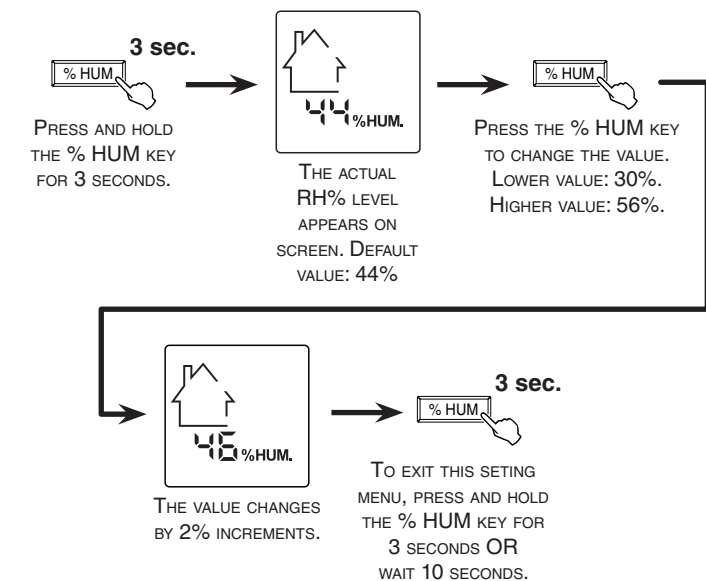 3 sec.
% HUM
PRESS AND HOLD
THE % HUM KEY
FOR 3 SECONDS.
44 %HUM.
THE ACTUAL
RH% LEVEL
APPEARS ON
SCREEN. DEFAULT
VALUE: 44%
% HUM
PRESS THE % HUM KEY
TO CHANGE THE VALUE.
LOWER VALUE: 30%.
HIGHER VALUE: 56%.
46 %HUM.
THE VALUE CHANGES
BY 2% INCREMENTS.
3 sec.
% HUM
TO EXIT THIS SETING
MENU, PRESS AND HOLD
THE % HUM KEY FOR
3 SECONDS OR
WAIT 10 SECONDS.